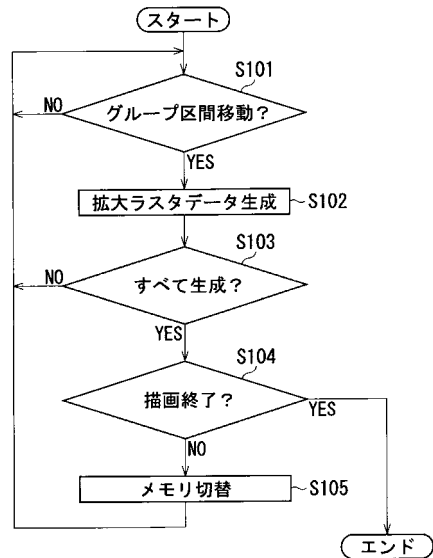 スタート
S101
グループ区間移動?
NO
YES
拡大ラスタデータ生成
S102
S103
すべて生成?
NO
YES
S104
描画終了?
YES
NO
メモリ切替
S105
エンド